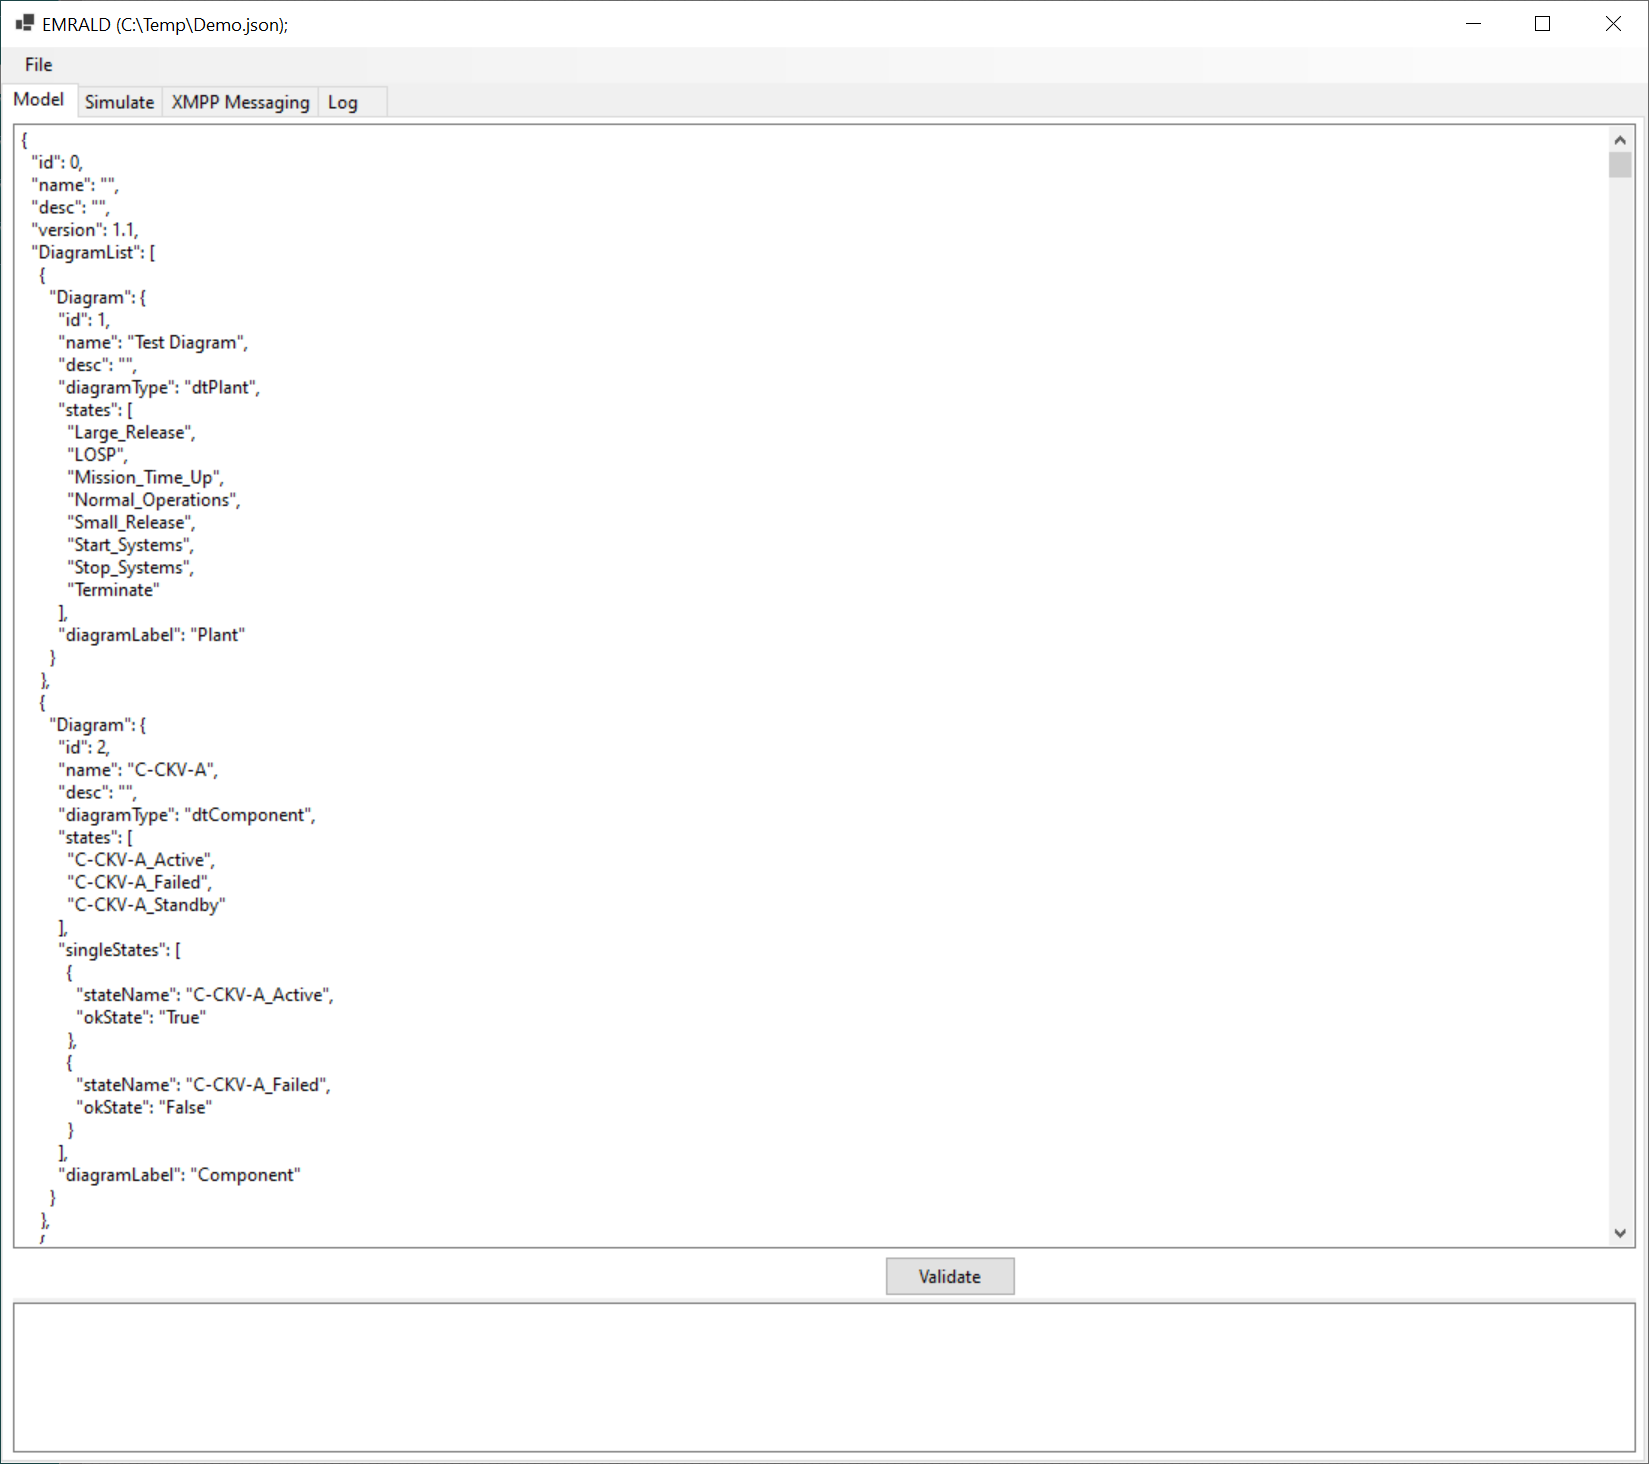 EMRALD (C:\Temp\Demo.json);
File
Model Simulate XMPP Messaging Log
{
"id": 0,
"name": "",
"desc": "",
"version": 1.1,
"DiagramList": [
{
"Diagram": {
"id": 1,
"name": "Test Diagram",
"desc": "",
"diagramType": "dtPlant",
"states": [
"Large_Release",
"LOSP",
"Mission_Time_Up",
"Normal_Operations",
"Small_Release",
"Start_Systems",
"Stop_Systems",
"Terminate"
],
"diagramLabel": "Plant"
}
},
{
"Diagram": {
"id": 2,
"name": "C-CKV-A",
"desc": "",
"diagramType": "dtComponent",
"states": [
"C-CKV-A_Active",
"C-CKV-A_Failed",
"C-CKV-A_Standby"
],
"singleStates": [
{
"stateName": "C-CKV-A_Active",
"okState": "True"
},
{
"stateName": "C-CKV-A_Failed",
"okState": "False"
}
],
"diagramLabel": "Component"
}
},
{
Validate